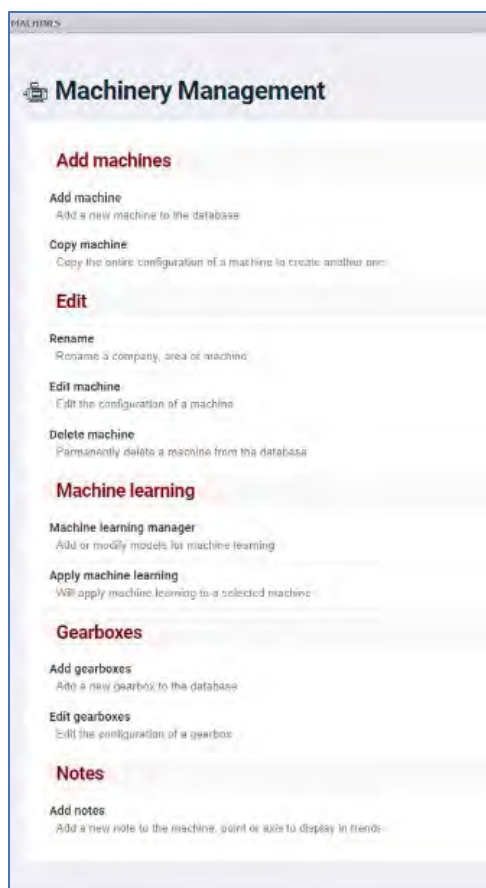 MACHINES
Machinery Management
Add machines
Add machine
Add a new machine to the database
Copy machine
Copy the entire configuration of a machine to create another one
Edit
Rename
Rename a company, area or machine
Edit machine
Edit the configuration of a machine
Delete machine
Permanently delete a machine from the database
Machine learning
Machine learning manager
Add or modify models for machine learning
Apply machine learning
Will apply machine learning to a selected machine
Gearboxes
Add gearboxes
Add a new gearbox to the database
Edit gearboxes
Edit the configuration of a gearbox
Notes
Add notes
Add a new note to the machine, point or axis to display in trends